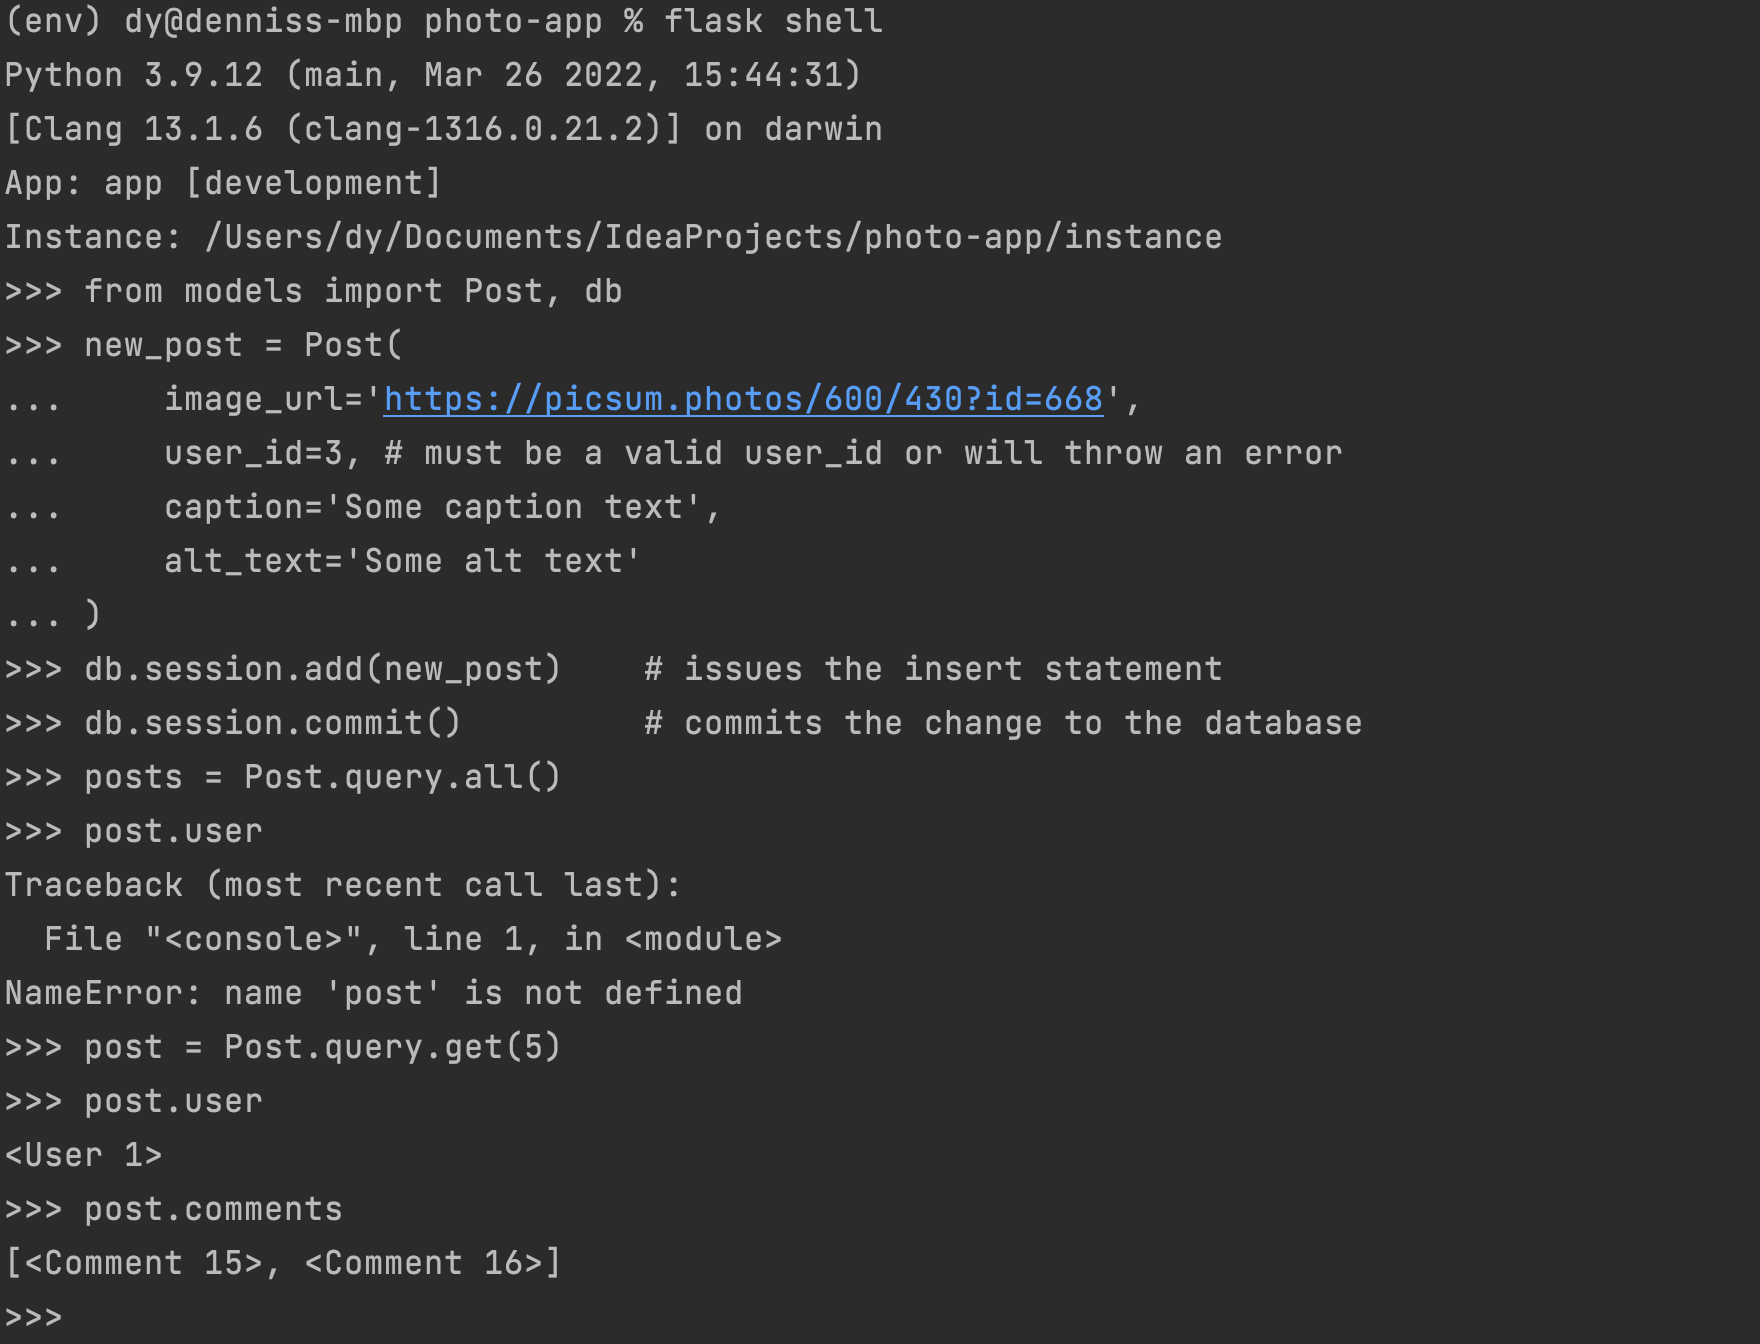 (env) dy@denniss-mbp photo-app % flask shell
Python 3.9.12 (main, Mar 26 2022, 15:44:31)
[Clang 13.1.6 (clang-1316.0.21.2)] on darwin
App: app [development]
Instance: /Users/dy/Documents/IdeaProjects/photo-app/instance
>>> from models import Post, db
>>> new_post = Post(
...     image_url='https://picsum.photos/600/430?id=668',
...     user_id=3, # must be a valid user_id or will throw an error
...     caption='Some caption text',
...     alt_text='Some alt text'
... )
>>> db.session.add(new_post)    # issues the insert statement
>>> db.session.commit()         # commits the change to the database
>>> posts = Post.query.all()
>>> post.user
Traceback (most recent call last):
  File "<console>", line 1, in <module>
NameError: name 'post' is not defined
>>> post = Post.query.get(5)
>>> post.user
<User 1>
>>> post.comments
[<Comment 15>, <Comment 16>]
>>>